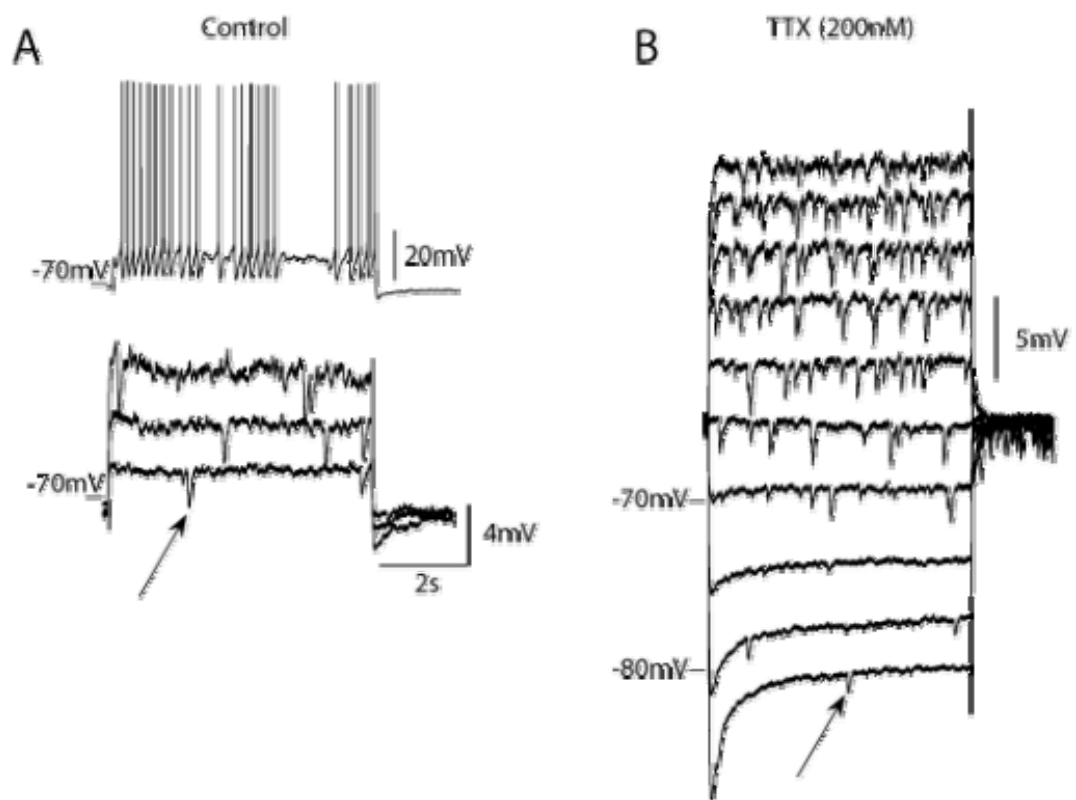 A
Control
20mV
-70mV
-70mV
4mV
2s
B
TTX (200nM)
5mV
-70mV
-80mV